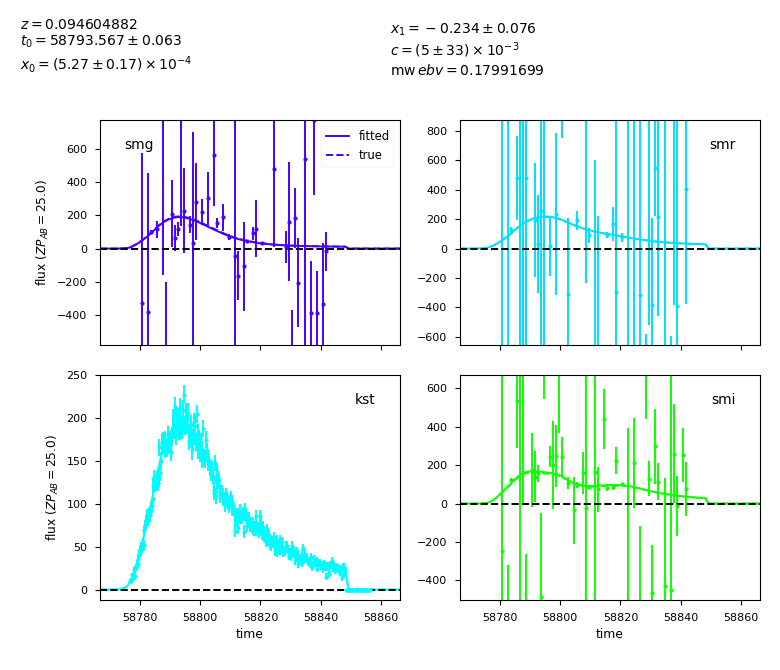 z = 0.094604882
t₀ = 58793.567 ± 0.063
x₀ = (5.27 ± 0.17) × 10⁻⁴
x₁ = −0.234 ± 0.076
c = (5 ± 33) × 10⁻³
mw ebv = 0.17991699
smg
fitted
true
600
400
200
0
−200
−400
flux (ZP_AB = 25.0)
smr
800
600
400
200
0
−200
−400
−600
kst
250
200
150
100
50
0
flux (ZP_AB = 25.0)
58780 58800 58820 58840 58860
time
smi
600
400
200
0
−200
−400
58780 58800 58820 58840 58860
time